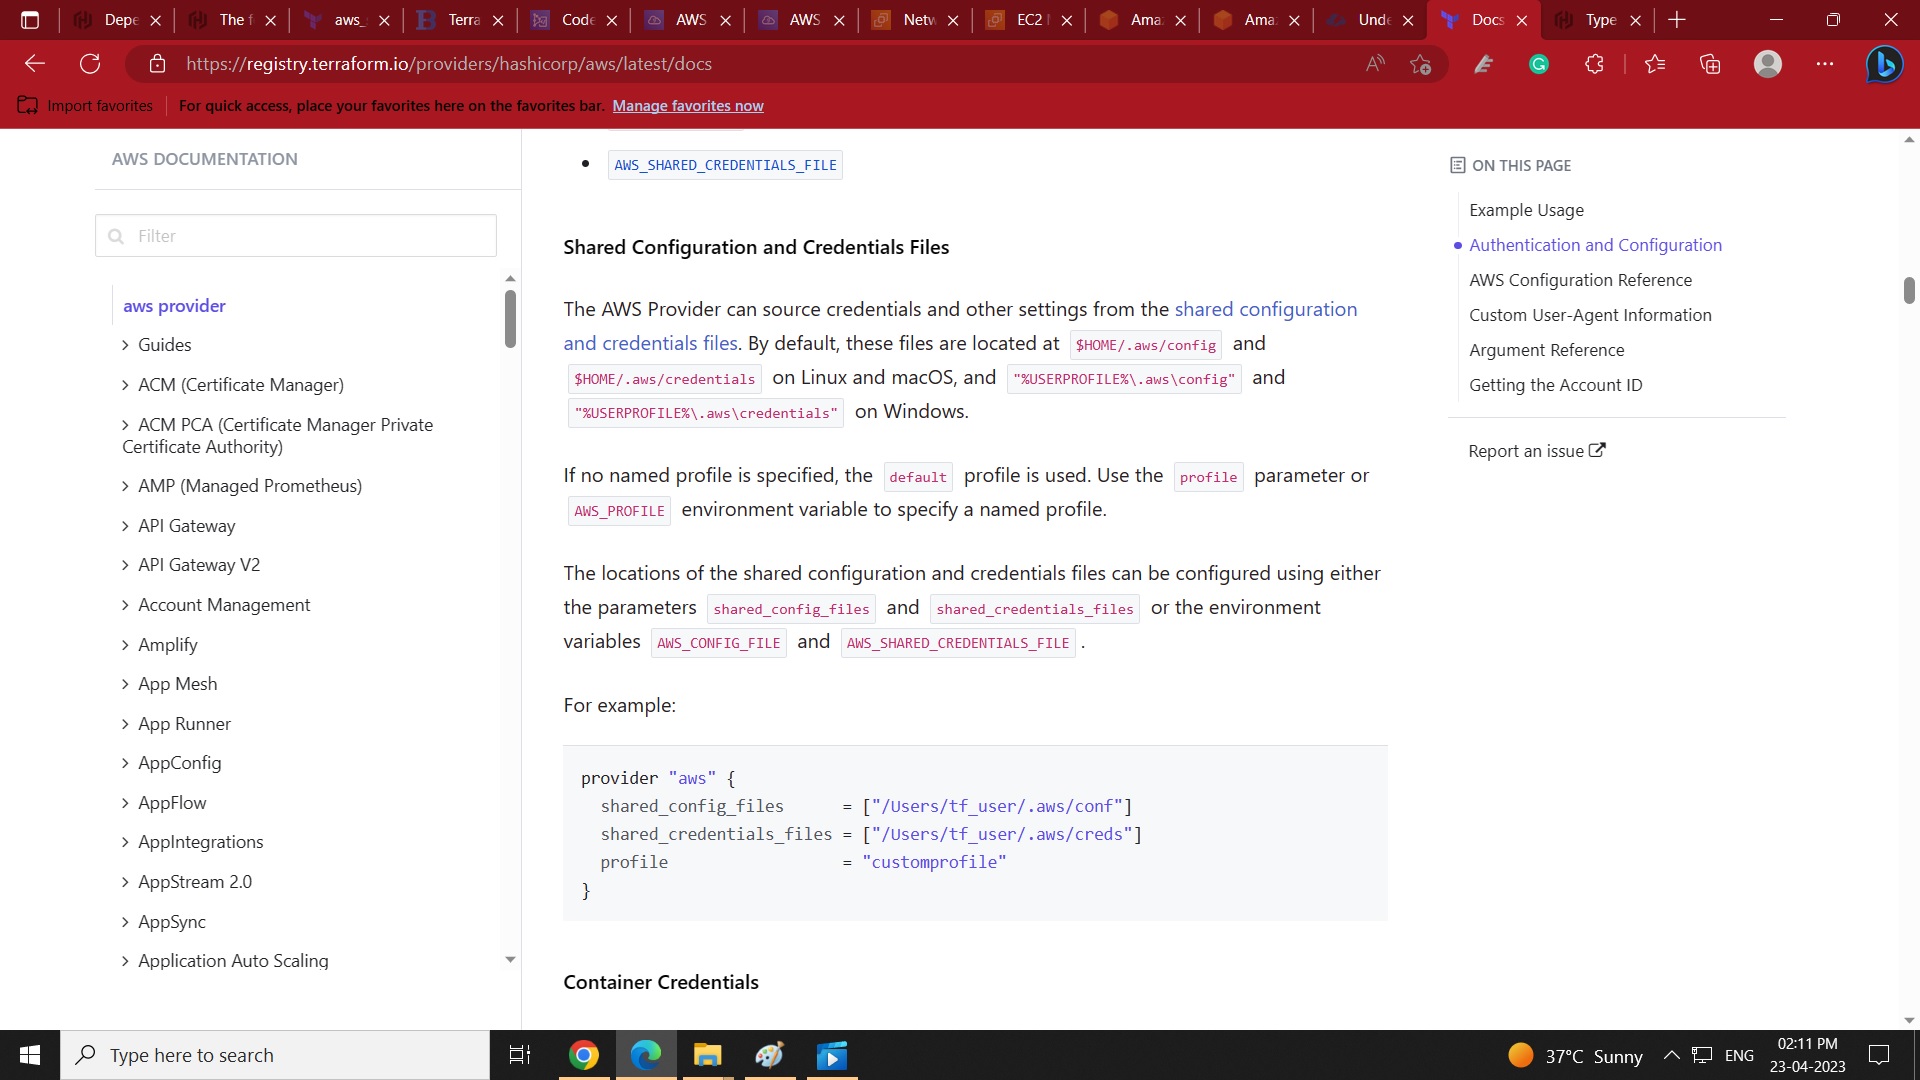 Depe The f aws_ Terra Code AWS AWS Netw EC2 Ama Ama Unde Docs Type
https://registry.terraform.io/providers/hashicorp/aws/latest/docs
Import favorites For quick access, place your favorites here on the favorites bar. Manage favorites now
AWS DOCUMENTATION
Filter
aws provider
Guides
ACM (Certificate Manager)
ACM PCA (Certificate Manager Private
Certificate Authority)
AMP (Managed Prometheus)
API Gateway
API Gateway V2
Account Management
Amplify
App Mesh
App Runner
AppConfig
AppFlow
AppIntegrations
AppStream 2.0
AppSync
Application Auto Scaling
AWS_SHARED_CREDENTIALS_FILE
Shared Configuration and Credentials Files
The AWS Provider can source credentials and other settings from the shared configuration
and credentials files. By default, these files are located at $HOME/.aws/config and
$HOME/.aws/credentials on Linux and macOS, and "%USERPROFILE%\.aws\config" and
"%USERPROFILE%\.aws\credentials" on Windows.
If no named profile is specified, the default profile is used. Use the profile parameter or
AWS_PROFILE environment variable to specify a named profile.
The locations of the shared configuration and credentials files can be configured using either
the parameters shared_config_files and shared_credentials_files or the environment
variables AWS_CONFIG_FILE and AWS_SHARED_CREDENTIALS_FILE .
For example:
provider "aws" {
  shared_config_files      = ["/Users/tf_user/.aws/conf"]
  shared_credentials_files = ["/Users/tf_user/.aws/creds"]
  profile                  = "customprofile"
}
Container Credentials
ON THIS PAGE
Example Usage
Authentication and Configuration
AWS Configuration Reference
Custom User-Agent Information
Argument Reference
Getting the Account ID
Report an issue
Type here to search
37°C Sunny
ENG
02:11 PM
23-04-2023